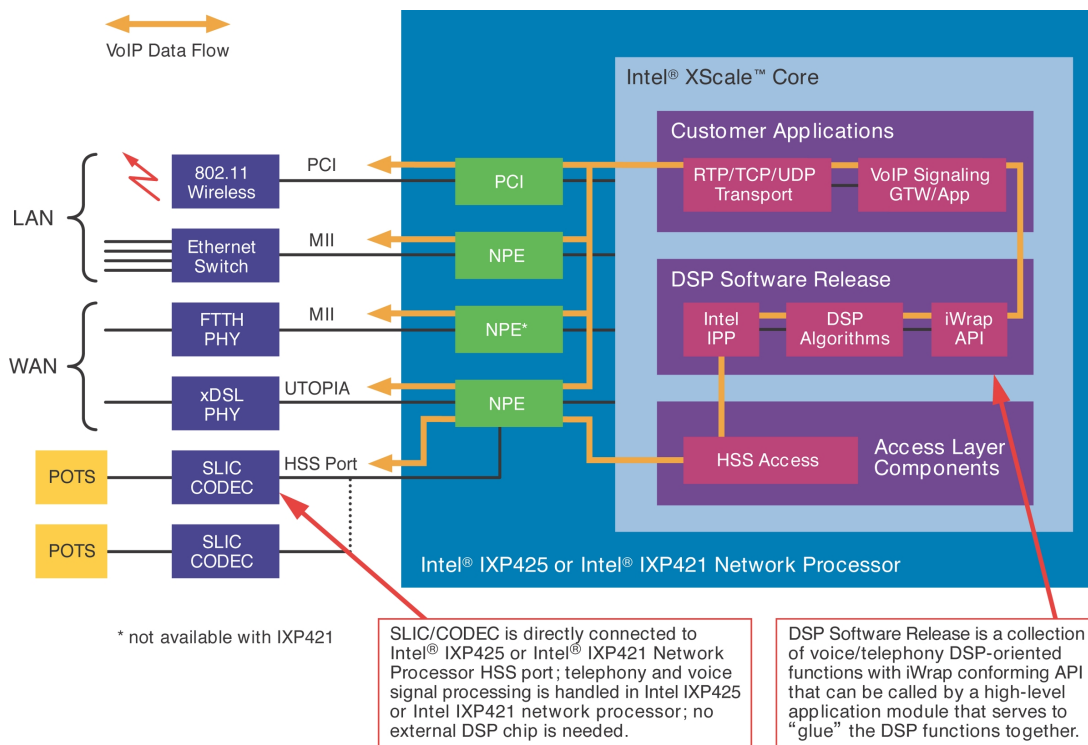 VoIP Data Flow
Intel® XScale™ Core
Customer Applications
RTP/TCP/UDP
Transport
VoIP Signaling
GTW/App
DSP Software Release
Intel
IPP
DSP
Algorithms
iWrap
API
HSS Access
Access Layer
Components
LAN
802.11
Wireless
PCI
PCI
Ethernet
Switch
MII
NPE
WAN
FTTH
PHY
MII
NPE*
xDSL
PHY
UTOPIA
NPE
POTS
SLIC
CODEC
HSS Port
POTS
SLIC
CODEC
Intel® IXP425 or Intel® IXP421 Network Processor
* not available with IXP421
SLIC/CODEC is directly connected to
Intel® IXP425 or Intel® IXP421 Network
Processor HSS port; telephony and voice
signal processing is handled in Intel IXP425
or Intel IXP421 network processor; no
external DSP chip is needed.
DSP Software Release is a collection
of voice/telephony DSP-oriented
functions with iWrap conforming API
that can be called by a high-level
application module that serves to
“glue” the DSP functions together.